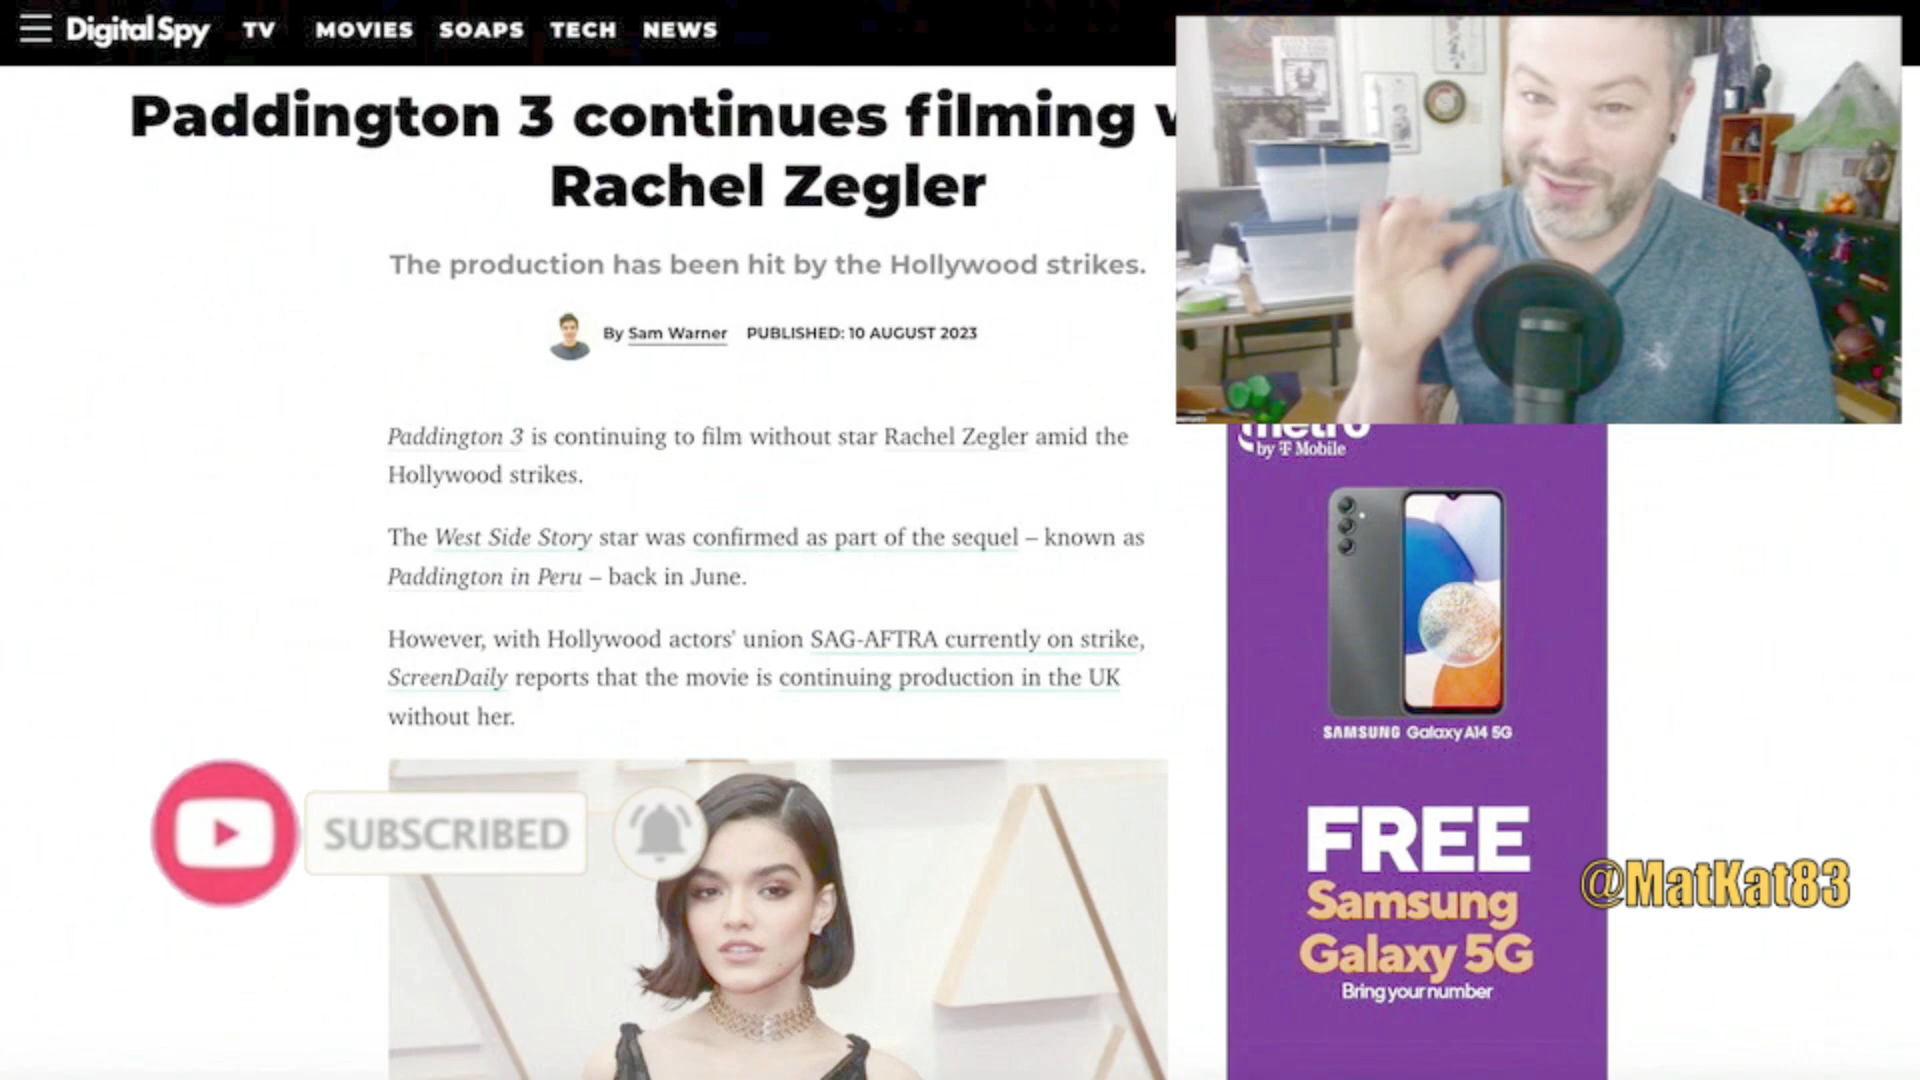 Digital Spy TV MOVIES SOAPS TECH NEWS
Paddington 3 continues filming
Rachel Zegler
The production has been hit by the Hollywood strikes.
By Sam Warner PUBLISHED: 10 AUGUST 2023
Paddington 3 is continuing to film without star Rachel Zegler amid the
Hollywood strikes.
The West Side Story star was confirmed as part of the sequel – known as
Paddington in Peru – back in June.
However, with Hollywood actors' union SAG-AFTRA currently on strike,
ScreenDaily reports that the movie is continuing production in the UK
without her.
SUBSCRIBED
metro
by T Mobile
SAMSUNG Galaxy A14 5G
FREE
Samsung
Galaxy 5G
Bring your number
@MatKat83